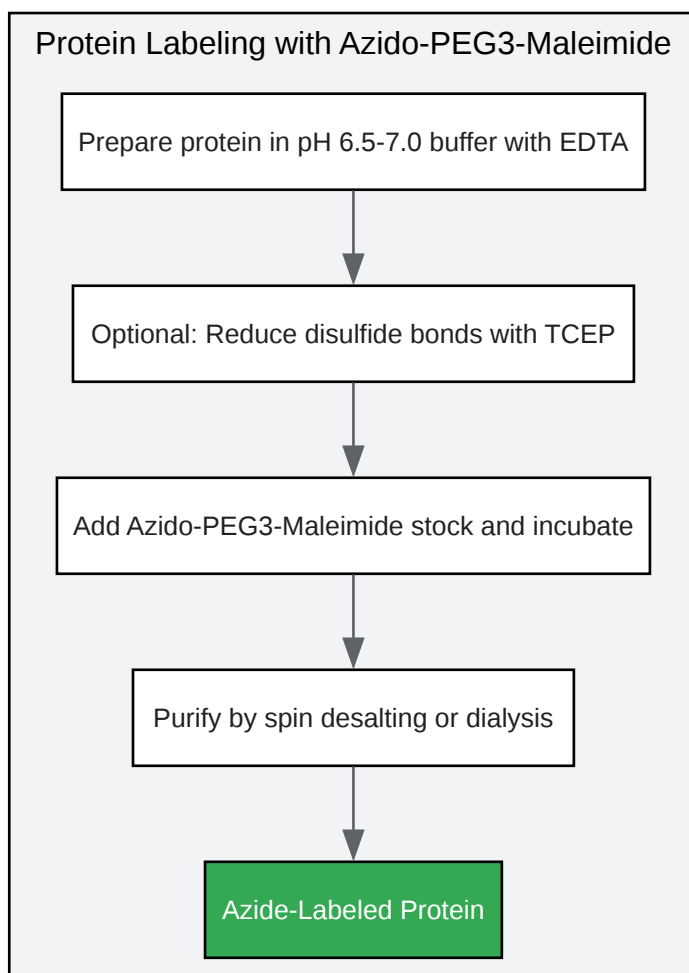 Protein Labeling with Azido-PEG3-Maleimide
Prepare protein in pH 6.5-7.0 buffer with EDTA
Optional: Reduce disulfide bonds with TCEP
Add Azido-PEG3-Maleimide stock and incubate
Purify by spin desalting or dialysis
Azide-Labeled Protein